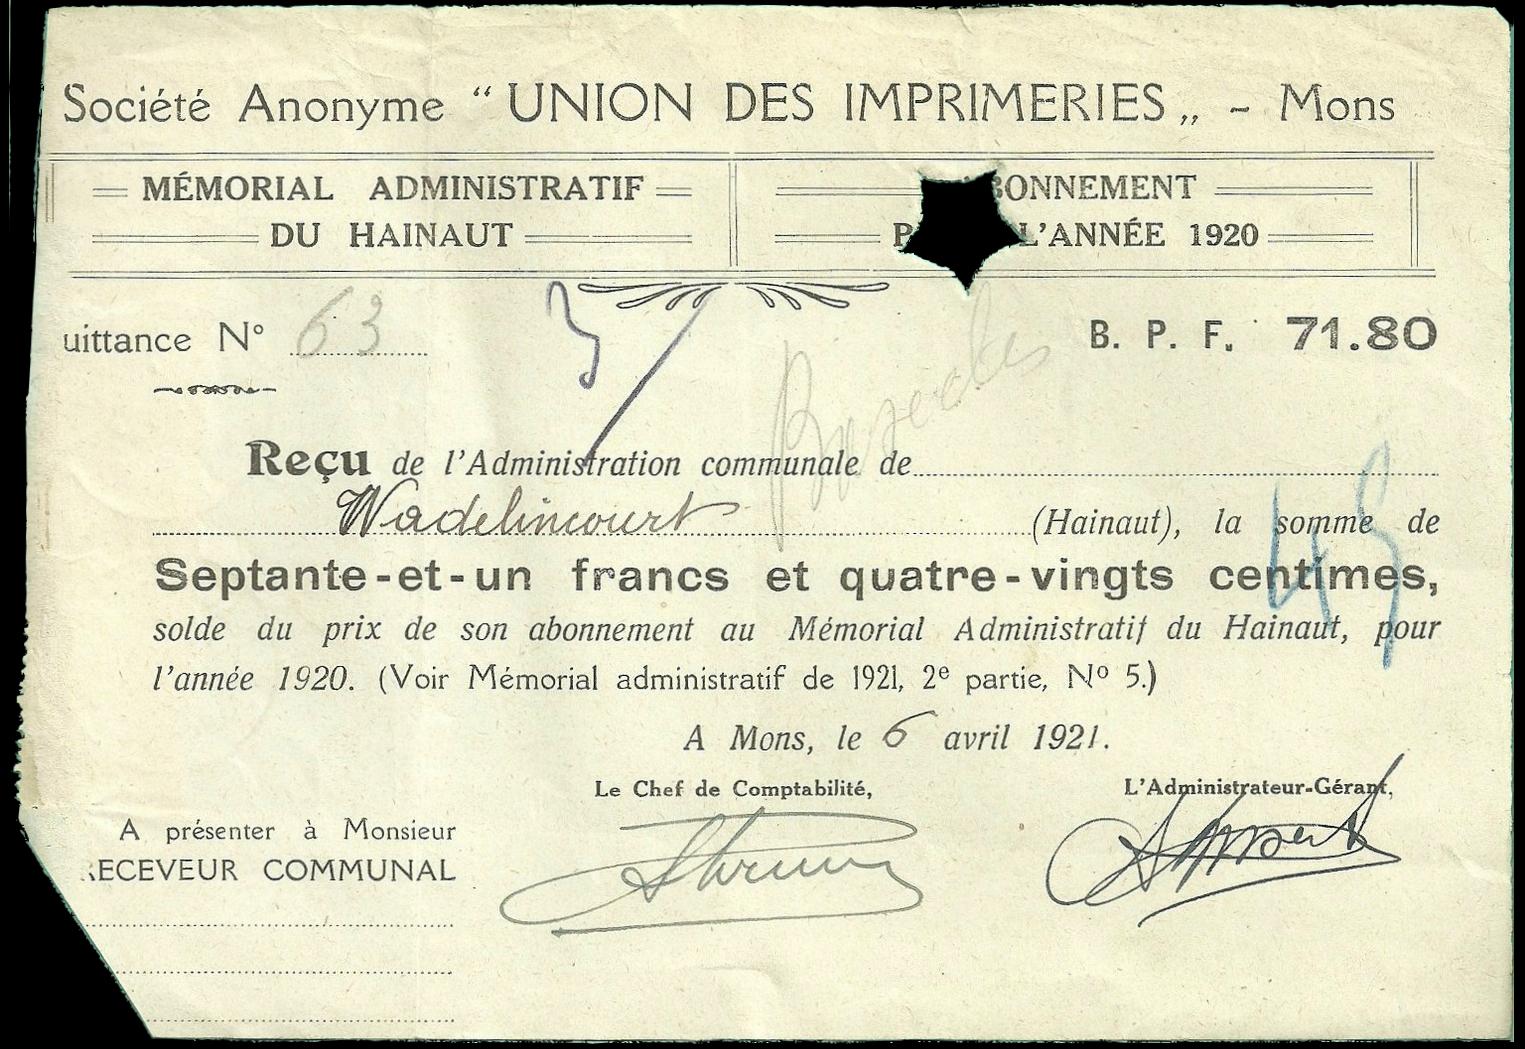 Société Anonyme “ UNION DES IMPRIMERIES „ - Mons
MÉMORIAL ADMINISTRATIF
DU HAINAUT
BONNEMENT
P L'ANNÉE 1920
uittance N° 63
B. P. F. 71.80
Reçu de l'Administration communale de
Wadelincourt (Hainaut), la somme de
45
Septante-et-un francs et quatre-vingts centimes,
solde du prix de son abonnement au Mémorial Administratif du Hainaut, pour
l'année 1920. (Voir Mémorial administratif de 1921, 2e partie, No 5.)
A Mons, le 6 avril 1921.
Le Chef de Comptabilité,
L'Administrateur-Gérant,
A présenter à Monsieur
RECEVEUR COMMUNAL